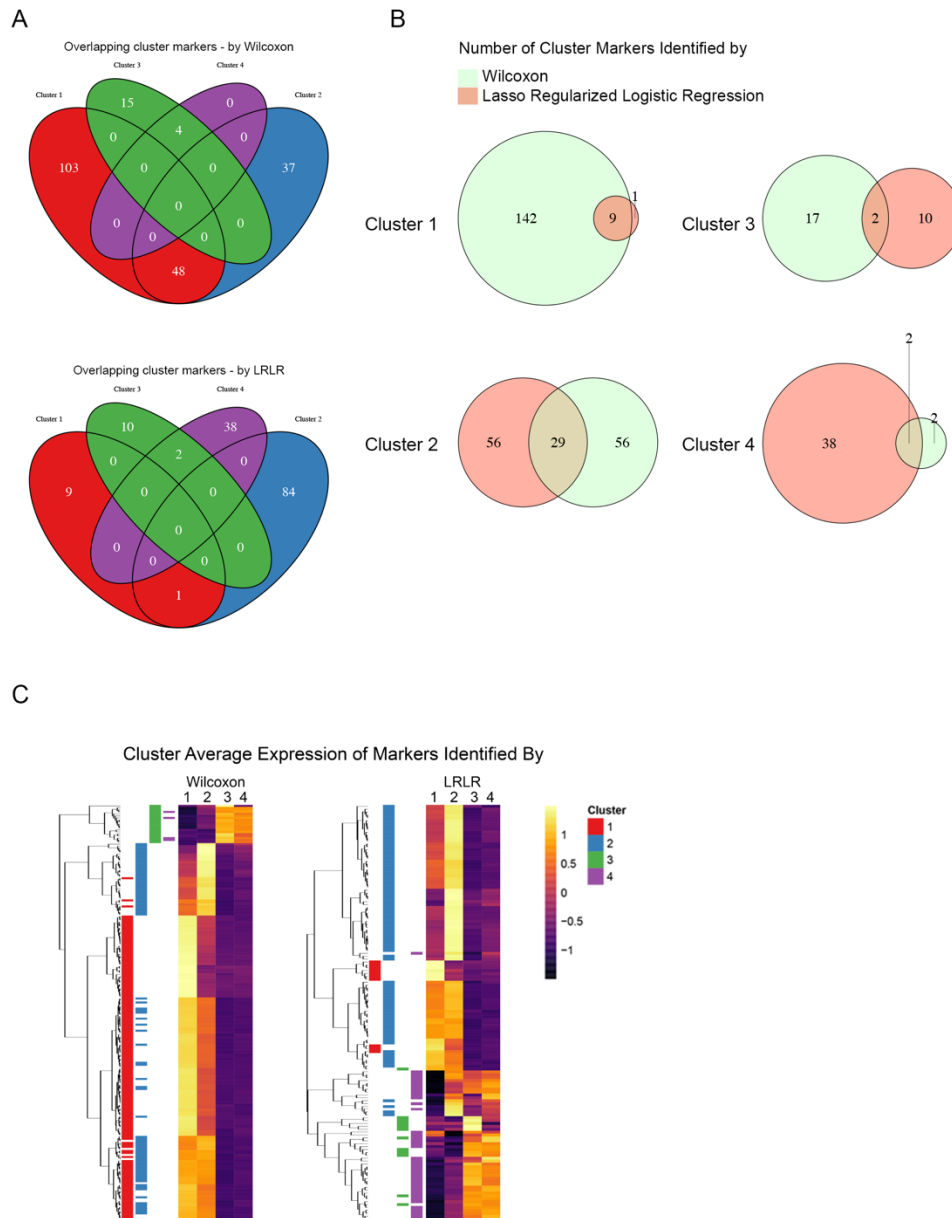 A
Overlapping cluster markers - by Wilcoxon
Cluster 3
Cluster 4
Cluster 1
Cluster 2
15
0
0
4
0
103
0
0
37
0
0
0
0
0
48
Overlapping cluster markers - by LRLR
Cluster 3
Cluster 4
Cluster 1
Cluster 2
10
38
0
2
0
9
0
0
84
0
0
0
0
0
1
B
Number of Cluster Markers Identified by
Wilcoxon
Lasso Regularized Logistic Regression
Cluster 1
142
9
1
Cluster 3
17
2
10
Cluster 2
56
29
56
Cluster 4
38
2
2
C
Cluster Average Expression of Markers Identified By
Wilcoxon
1 2 3 4
LRLR
1 2 3 4
1
0.5
0
−0.5
−1
Cluster
1
2
3
4